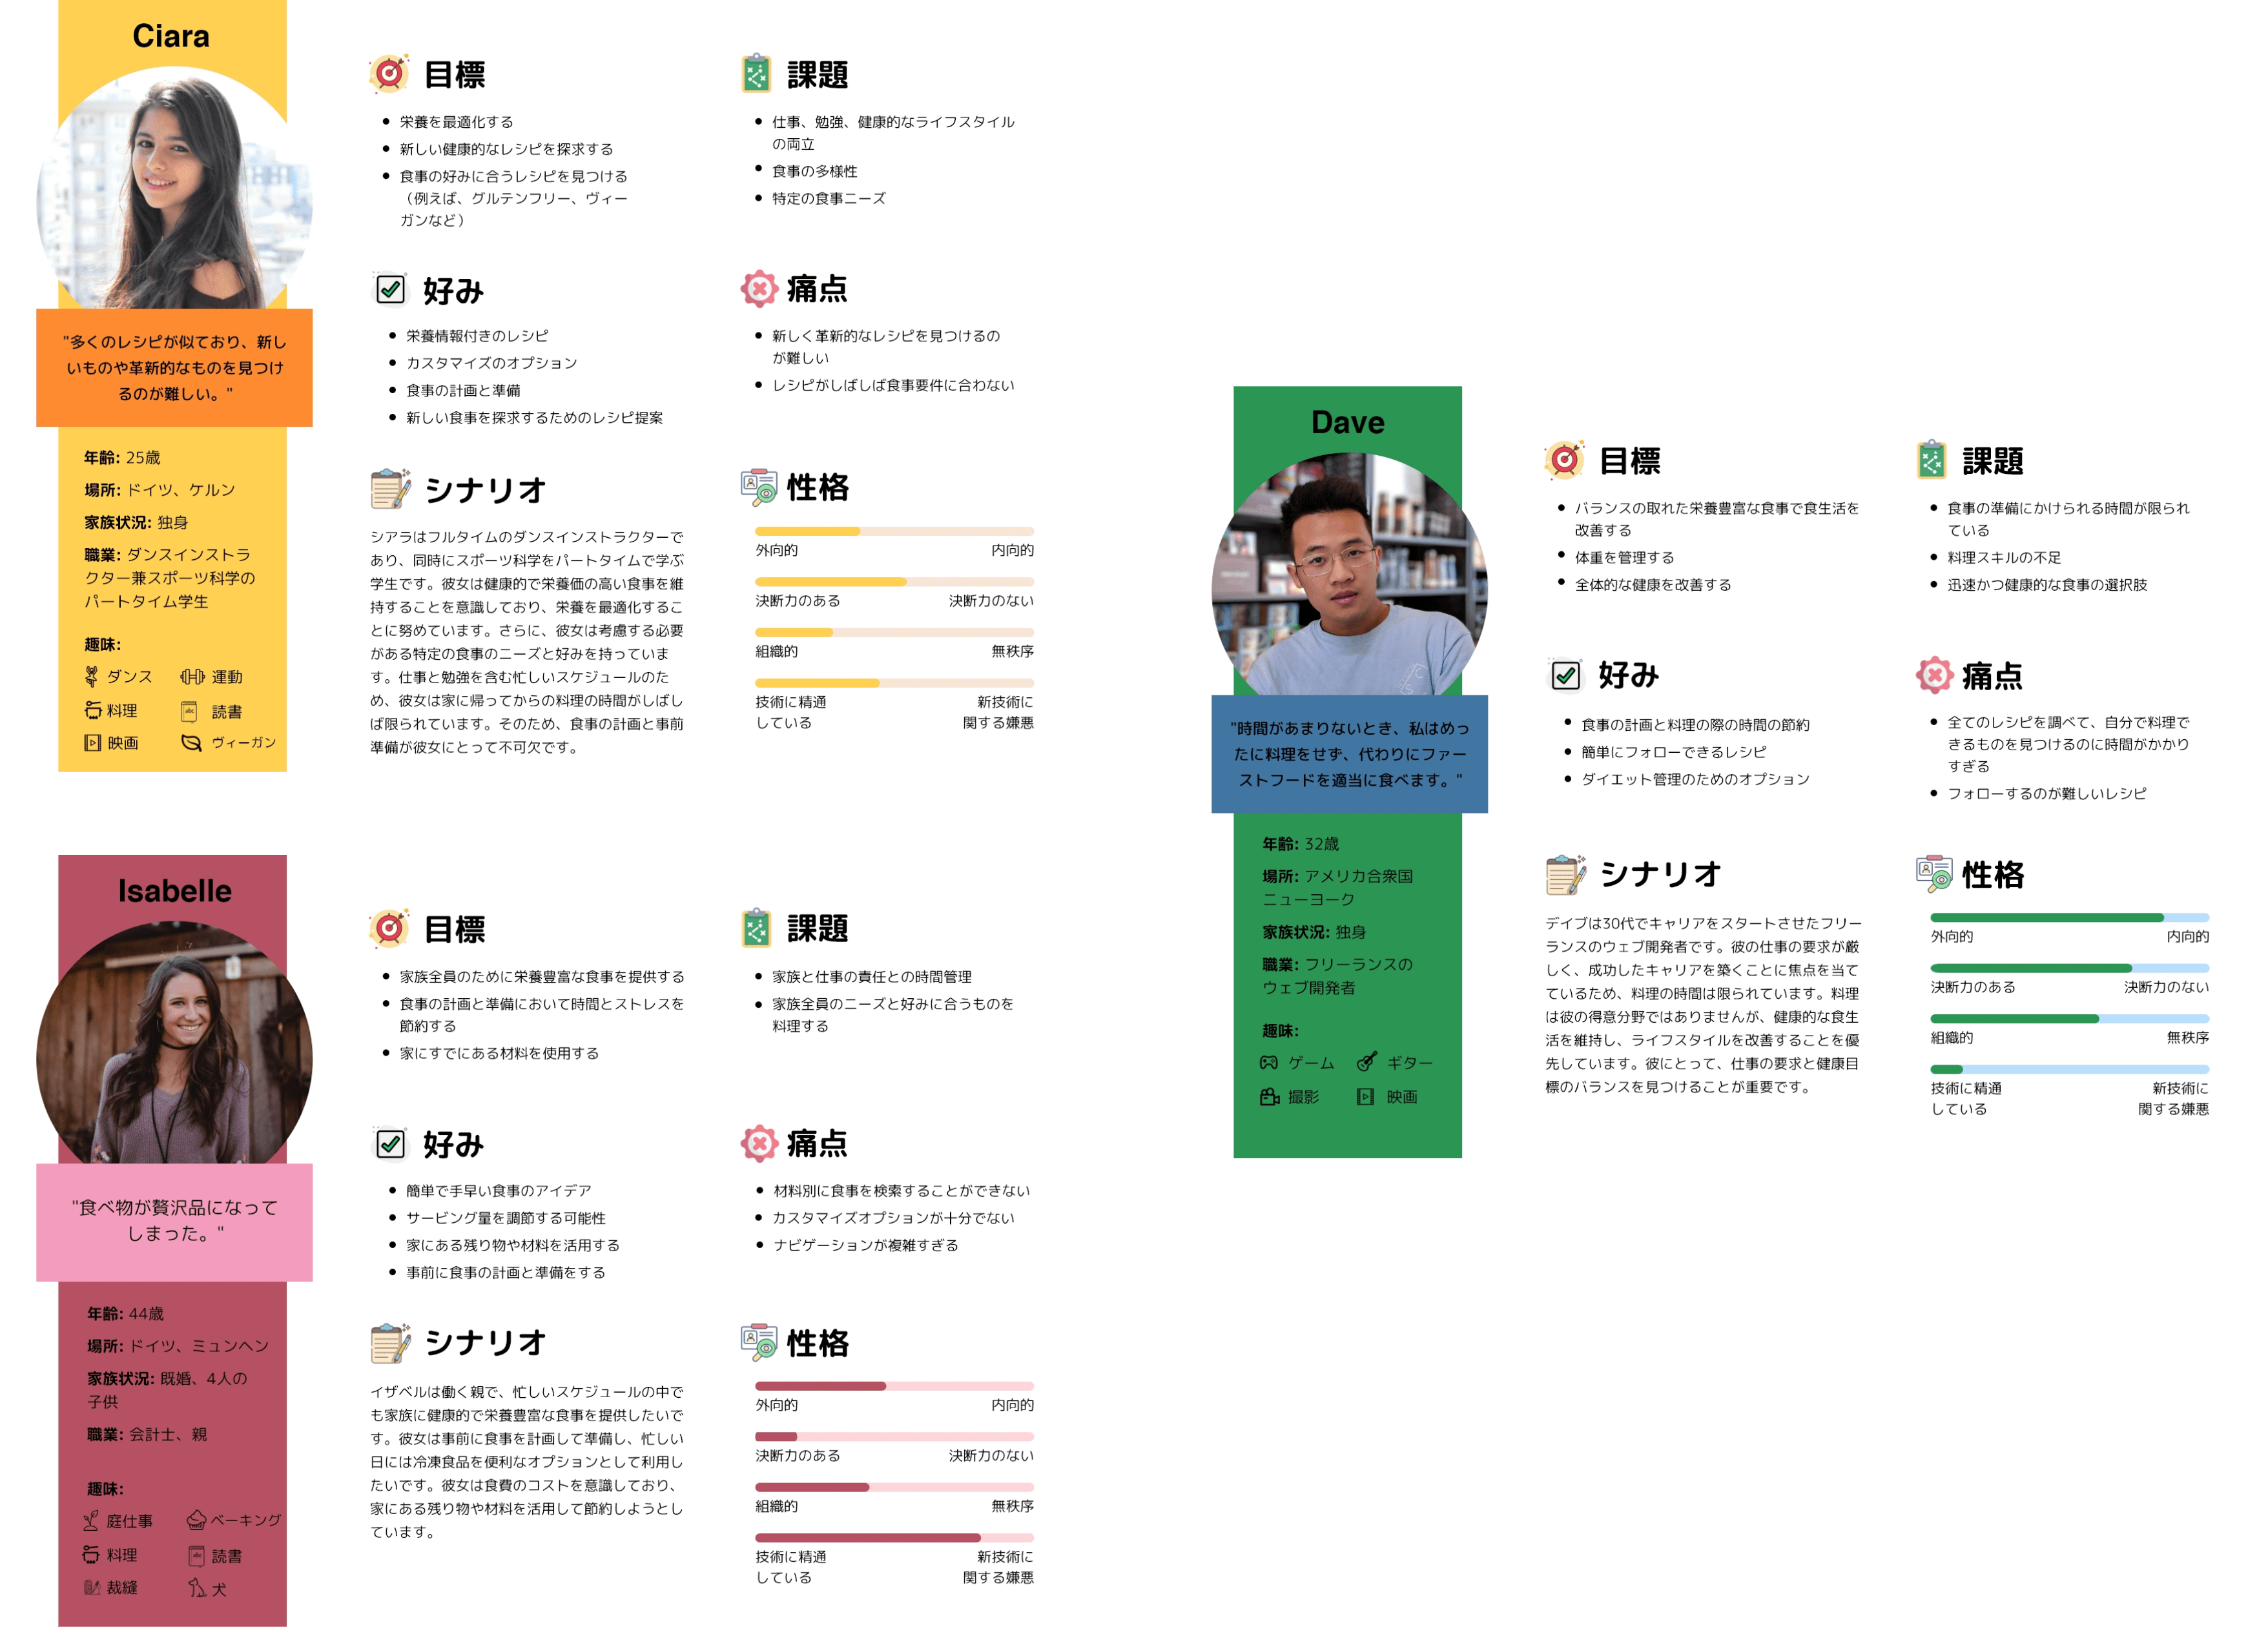 Ciara
"多くのレシピが似ており、新し
いものや革新的なものを見つけ
るのが難しい。"
年齢: 25歳
場所: ドイツ、ケルン
家族状況: 独身
職業: ダンスインストラ
クター兼スポーツ科学の
パートタイム学生
趣味:
ダンス 運動
料理 読書
映画 ヴィーガン
目標
• 栄養を最適化する
• 新しい健康的なレシピを探求する
• 食事の好みに合うレシピを見つける
（例えば、グルテンフリー、ヴィー
ガンなど）
課題
• 仕事、勉強、健康的なライフスタイル
の両立
• 食事の多様性
• 特定の食事ニーズ
好み
• 栄養情報付きのレシピ
• カスタマイズのオプション
• 食事の計画と準備
• 新しい食事を探求するためのレシピ提案
痛点
• 新しく革新的なレシピを見つけるの
が難しい
• レシピがしばしば食事要件に合わない
シナリオ
シアラはフルタイムのダンスインストラクターで
あり、同時にスポーツ科学をパートタイムで学ぶ
学生です。彼女は健康的で栄養価の高い食事を維
持することを意識しており、栄養を最適化するこ
とに努めています。さらに、彼女は考慮する必要
がある特定の食事のニーズと好みを持っていま
す。仕事と勉強を含む忙しいスケジュールのた
め、彼女は家に帰ってからの料理の時間がしばし
ば限られています。そのため、食事の計画と事前
準備が彼女にとって不可欠です。
性格
外向的 内向的
決断力のある 決断力のない
組織的 無秩序
技術に精通 新技術に
している 関する嫌悪
Isabelle
"食べ物が贅沢品になって
しまった。"
年齢: 44歳
場所: ドイツ、ミュンヘン
家族状況: 既婚、4人の
子供
職業: 会計士、親
趣味:
庭仕事 ベーキング
料理 読書
裁縫 犬
目標
• 家族全員のために栄養豊富な食事を提供する
• 食事の計画と準備において時間とストレスを
節約する
• 家にすでにある材料を使用する
課題
• 家族と仕事の責任との時間管理
• 家族全員のニーズと好みに合うものを
料理する
好み
• 簡単で手早い食事のアイデア
• サービング量を調節する可能性
• 家にある残り物や材料を活用する
• 事前に食事の計画と準備をする
痛点
• 材料別に食事を検索することができない
• カスタマイズオプションが十分でない
• ナビゲーションが複雑すぎる
シナリオ
イザベルは働く親で、忙しいスケジュールの中で
も家族に健康的で栄養豊富な食事を提供したいで
す。彼女は事前に食事を計画して準備し、忙しい
日には冷凍食品を便利なオプションとして利用し
たいです。彼女は食費のコストを意識しており、
家にある残り物や材料を活用して節約しようとし
ています。
性格
外向的 内向的
決断力のある 決断力のない
組織的 無秩序
技術に精通 新技術に
している 関する嫌悪
Dave
"時間があまりないとき、私はめっ
たに料理をせず、代わりにファー
ストフードを適当に食べます。"
年齢: 32歳
場所: アメリカ合衆国
ニューヨーク
家族状況: 独身
職業: フリーランスの
ウェブ開発者
趣味:
ゲーム ギター
撮影 映画
目標
• バランスの取れた栄養豊富な食事で食生活を
改善する
• 体重を管理する
• 全体的な健康を改善する
課題
• 食事の準備にかけられる時間が限られ
ている
• 料理スキルの不足
• 迅速かつ健康的な食事の選択肢
好み
• 食事の計画と料理の際の時間の節約
• 簡単にフォローできるレシピ
• ダイエット管理のためのオプション
痛点
• 全てのレシピを調べて、自分で料理で
きるものを見つけるのに時間がかかり
すぎる
• フォローするのが難しいレシピ
シナリオ
デイブは30代でキャリアをスタートさせたフリー
ランスのウェブ開発者です。彼の仕事の要求が厳
しく、成功したキャリアを築くことに焦点を当て
ているため、料理の時間は限られています。料理
は彼の得意分野ではありませんが、健康的な食生
活を維持し、ライフスタイルを改善することを優
先しています。彼にとって、仕事の要求と健康目
標のバランスを見つけることが重要です。
性格
外向的 内向的
決断力のある 決断力のない
組織的 無秩序
技術に精通 新技術に
している 関する嫌悪